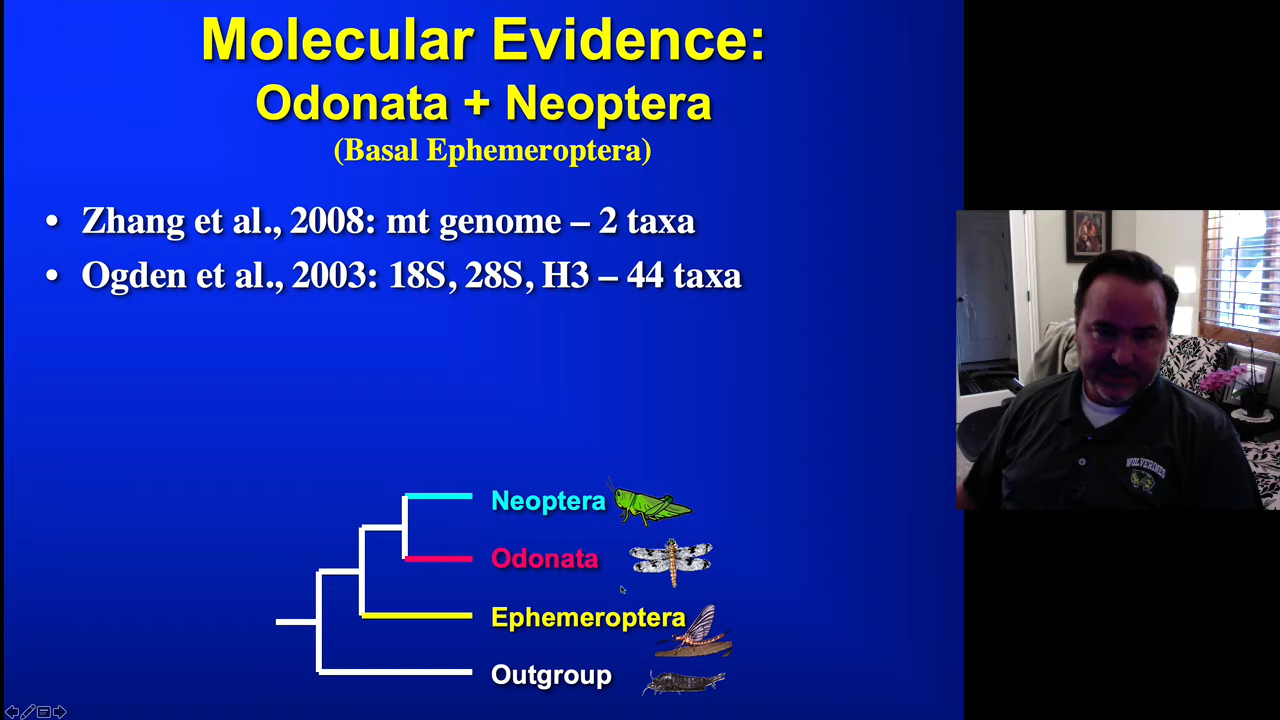 Molecular Evidence:
Odonata + Neoptera
(Basal Ephemeroptera)
• Zhang et al., 2008: mt genome – 2 taxa
• Ogden et al., 2003: 18S, 28S, H3 – 44 taxa
Neoptera
Odonata
Ephemeroptera
Outgroup
WOLVERINES